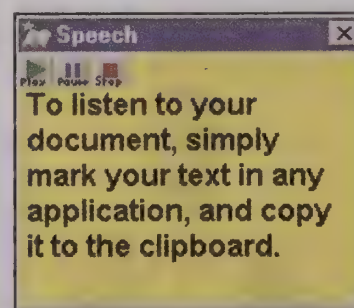 Speech
Play Pause Stop
To listen to your
document, simply
mark your text in any
application, and copy
it to the clipboard.